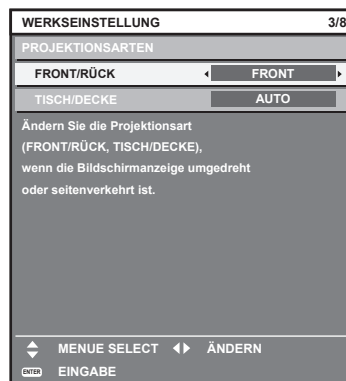 WERKSEINSTELLUNG 3/8
PROJEKTIONSARTEN
FRONT/RÜCK FRONT
TISCH/DECKE AUTO
Ändern Sie die Projektionsart
(FRONT/RÜCK, TISCH/DECKE),
wenn die Bildschirmanzeige umgedreht
oder seitenverkehrt ist.
MENUE SELECT ÄNDERN
ENTER EINGABE